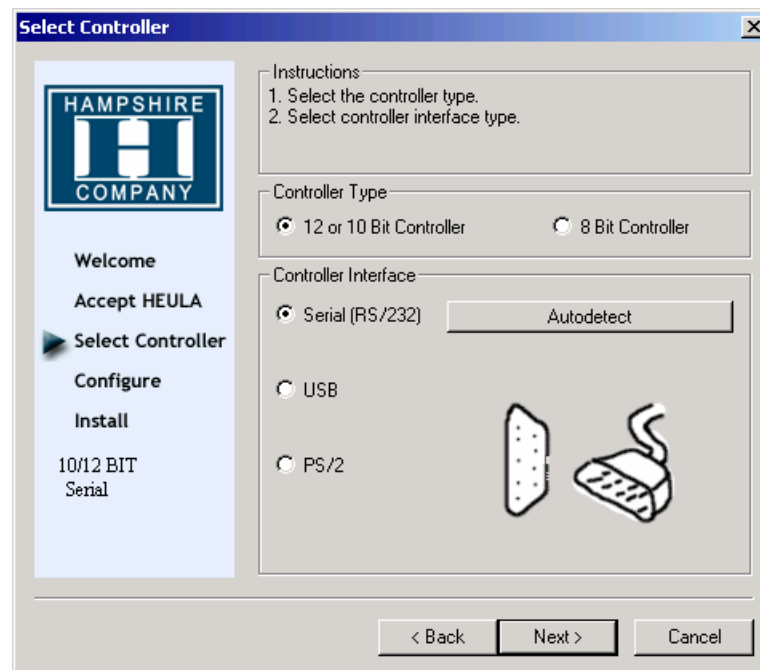 Select Controller
HAMPSHIRE
H
COMPANY
Welcome
Accept HEULA
Select Controller
Configure
Install
10/12 BIT
Serial
Instructions
1. Select the controller type.
2. Select controller interface type.
Controller Type
12 or 10 Bit Controller
8 Bit Controller
Controller Interface
Serial (RS/232)
Autodetect
USB
PS/2
< Back
Next >
Cancel